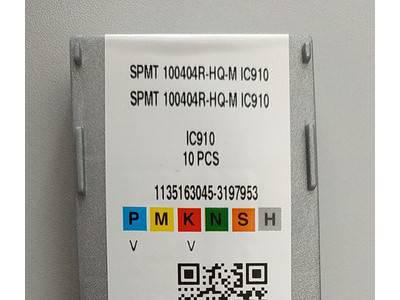 SPMT 100404R-HQ-M IC910
SPMT 100404R-HQ-M IC910
IC910
10 PCS
1135163045-3197953
P M K N S H
V V